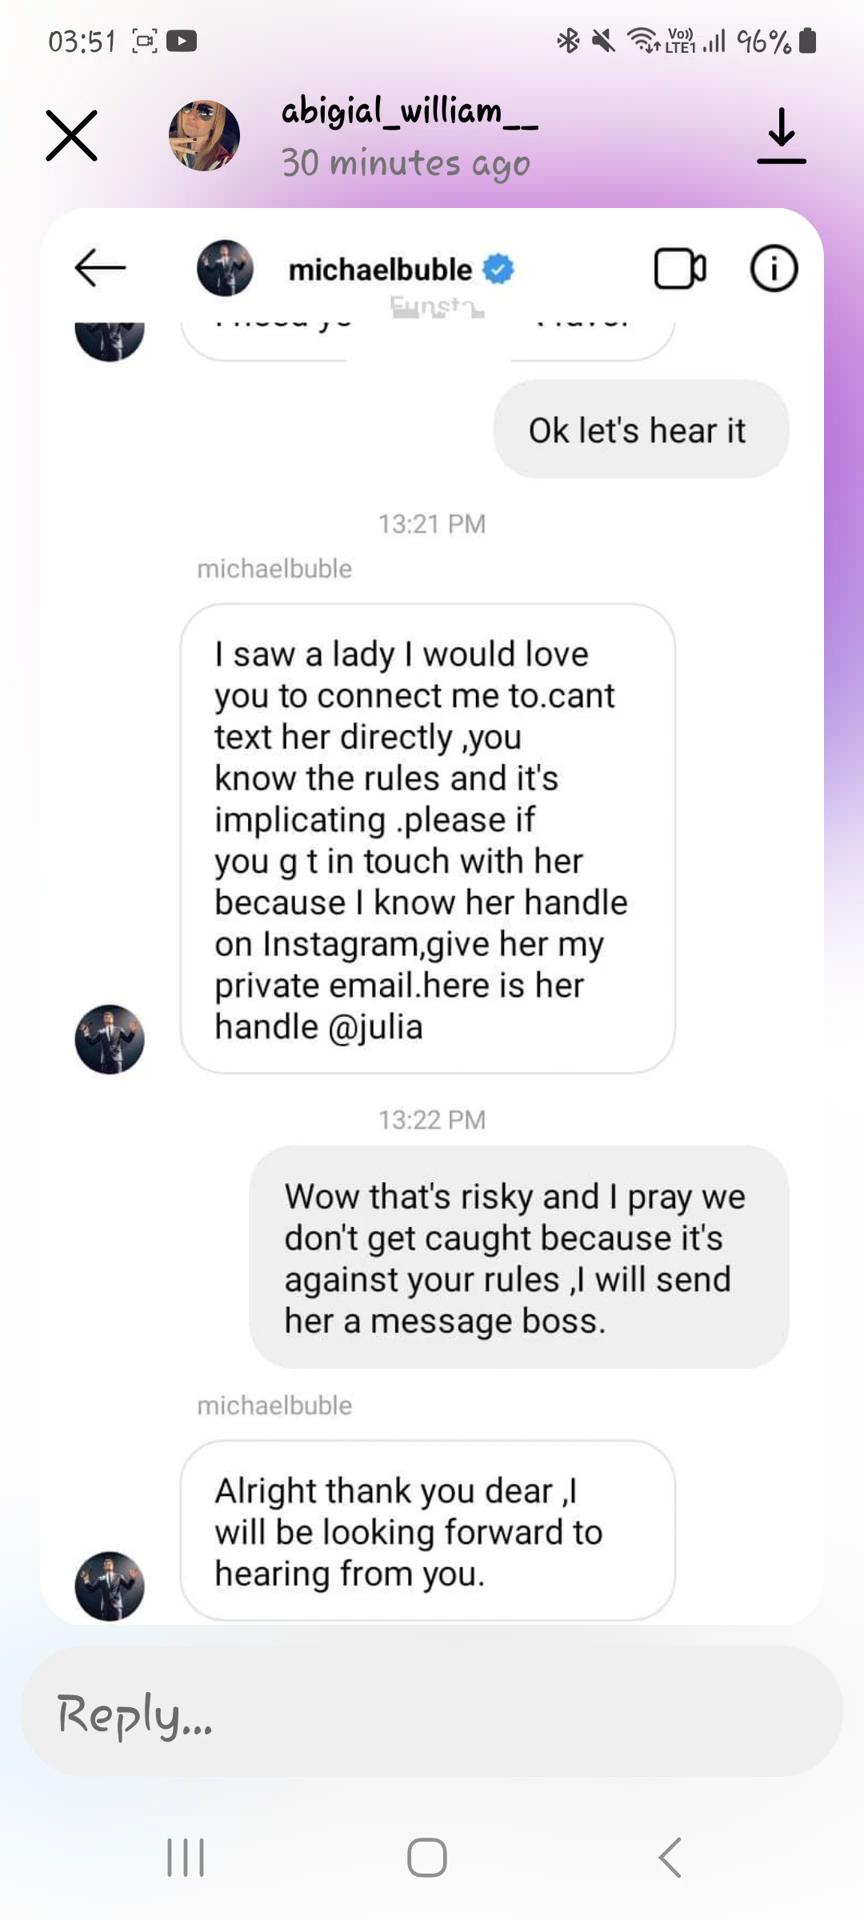 03:51 Vo)) LTE1 96%
abigial_william__
30 minutes ago
michaelbuble
Ok let's hear it
13:21 PM
michaelbuble
I saw a lady I would love
you to connect me to.cant
text her directly ,you
know the rules and it's
implicating .please if
you g t in touch with her
because I know her handle
on Instagram,give her my
private email.here is her
handle @julia
13:22 PM
Wow that's risky and I pray we
don't get caught because it's
against your rules ,I will send
her a message boss.
michaelbuble
Alright thank you dear ,I
will be looking forward to
hearing from you.
Reply...